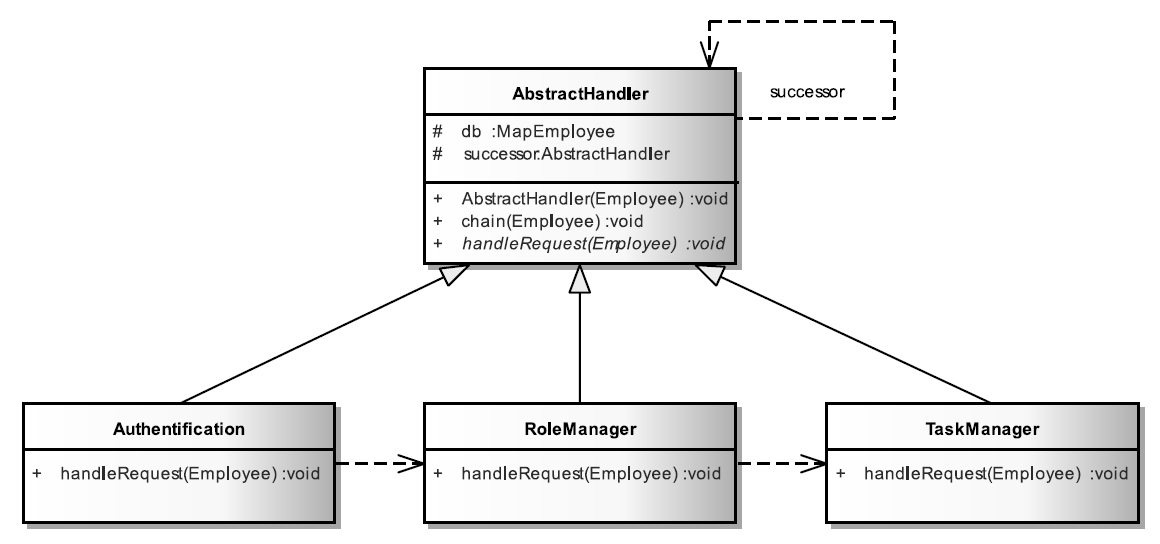 AbstractHandler
successor
# db :MapEmployee
# successor:AbstractHandler
+ AbstractHandler(Employee) :void
+ chain(Employee) :void
+ handleRequest(Employee) :void
Authentification
+ handleRequest(Employee) :void
RoleManager
+ handleRequest(Employee) :void
TaskManager
+ handleRequest(Employee) :void